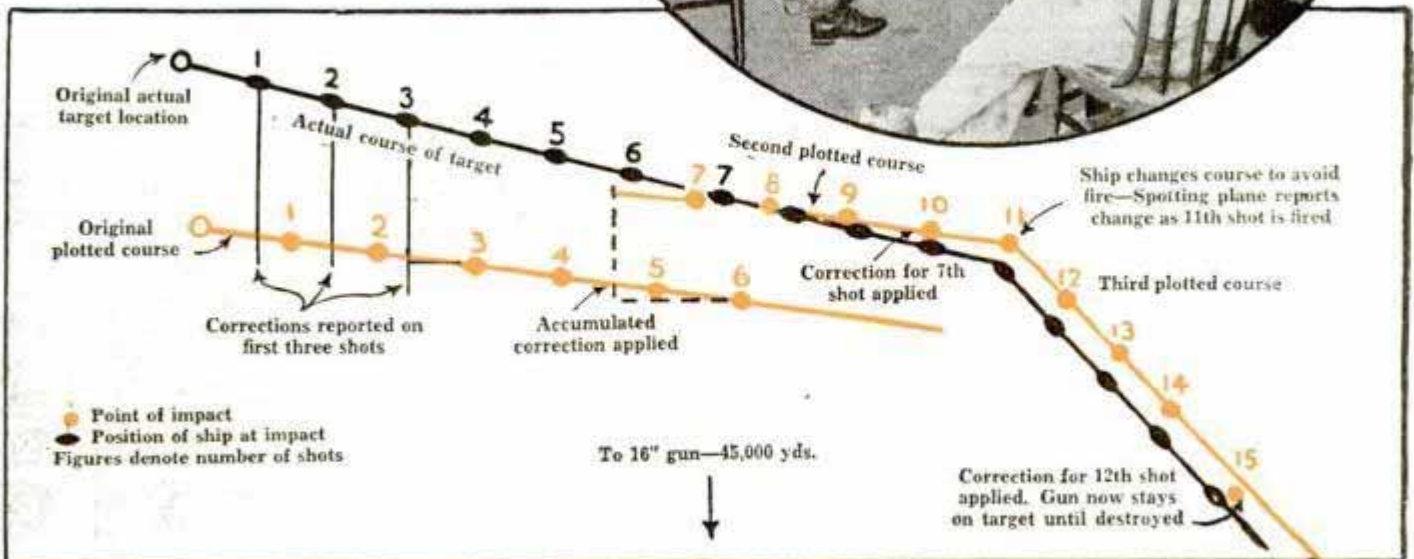 Original actual
target location
1
2
3
4
5
6
7
Actual course of target
Second plotted course
7
8
9
10
11
Ship changes course to avoid
fire—Spotting plane reports
change as 11th shot is fired
Original
plotted course
1
2
3
4
5
6
Correction for 7th
shot applied
12
Third plotted course
13
14
15
Corrections reported on
first three shots
Accumulated
correction applied
Point of impact
Position of ship at impact
Figures denote number of shots
To 16" gun—45,000 yds.
Correction for 12th shot
applied. Gun now stays
on target until destroyed